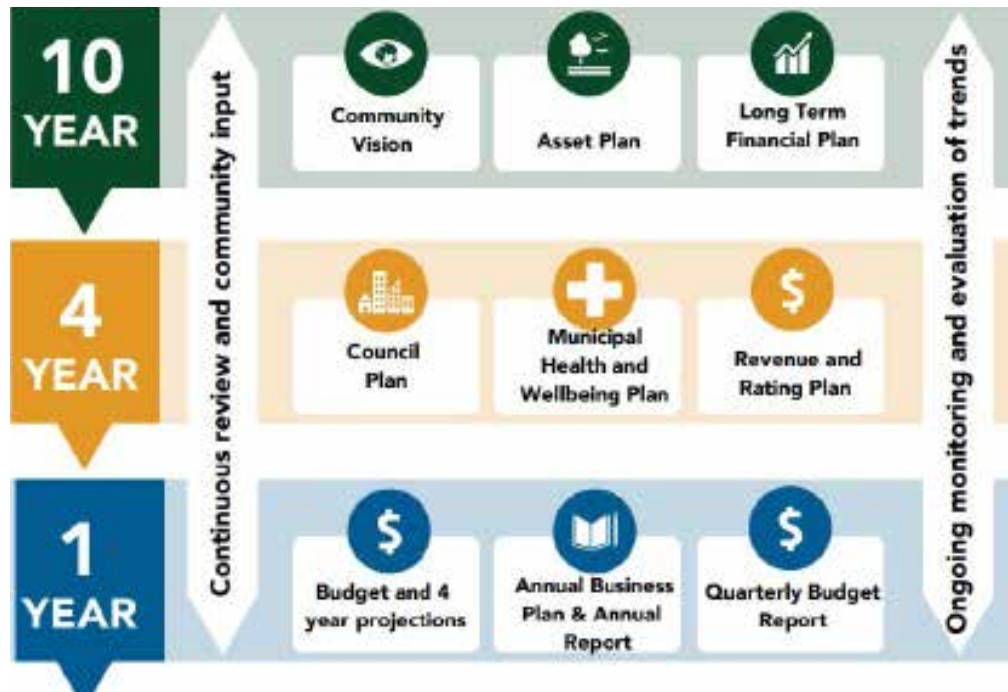 10
YEAR
Continuous review and community input
Community
Vision
Asset Plan
Long Term
Financial Plan
Ongoing monitoring and evaluation of trends
4
YEAR
Council
Plan
Municipal
Health and
Wellbeing Plan
$
Revenue and
Rating Plan
1
YEAR
$
Budget and 4
year projections
Annual Business
Plan & Annual
Report
$
Quarterly Budget
Report